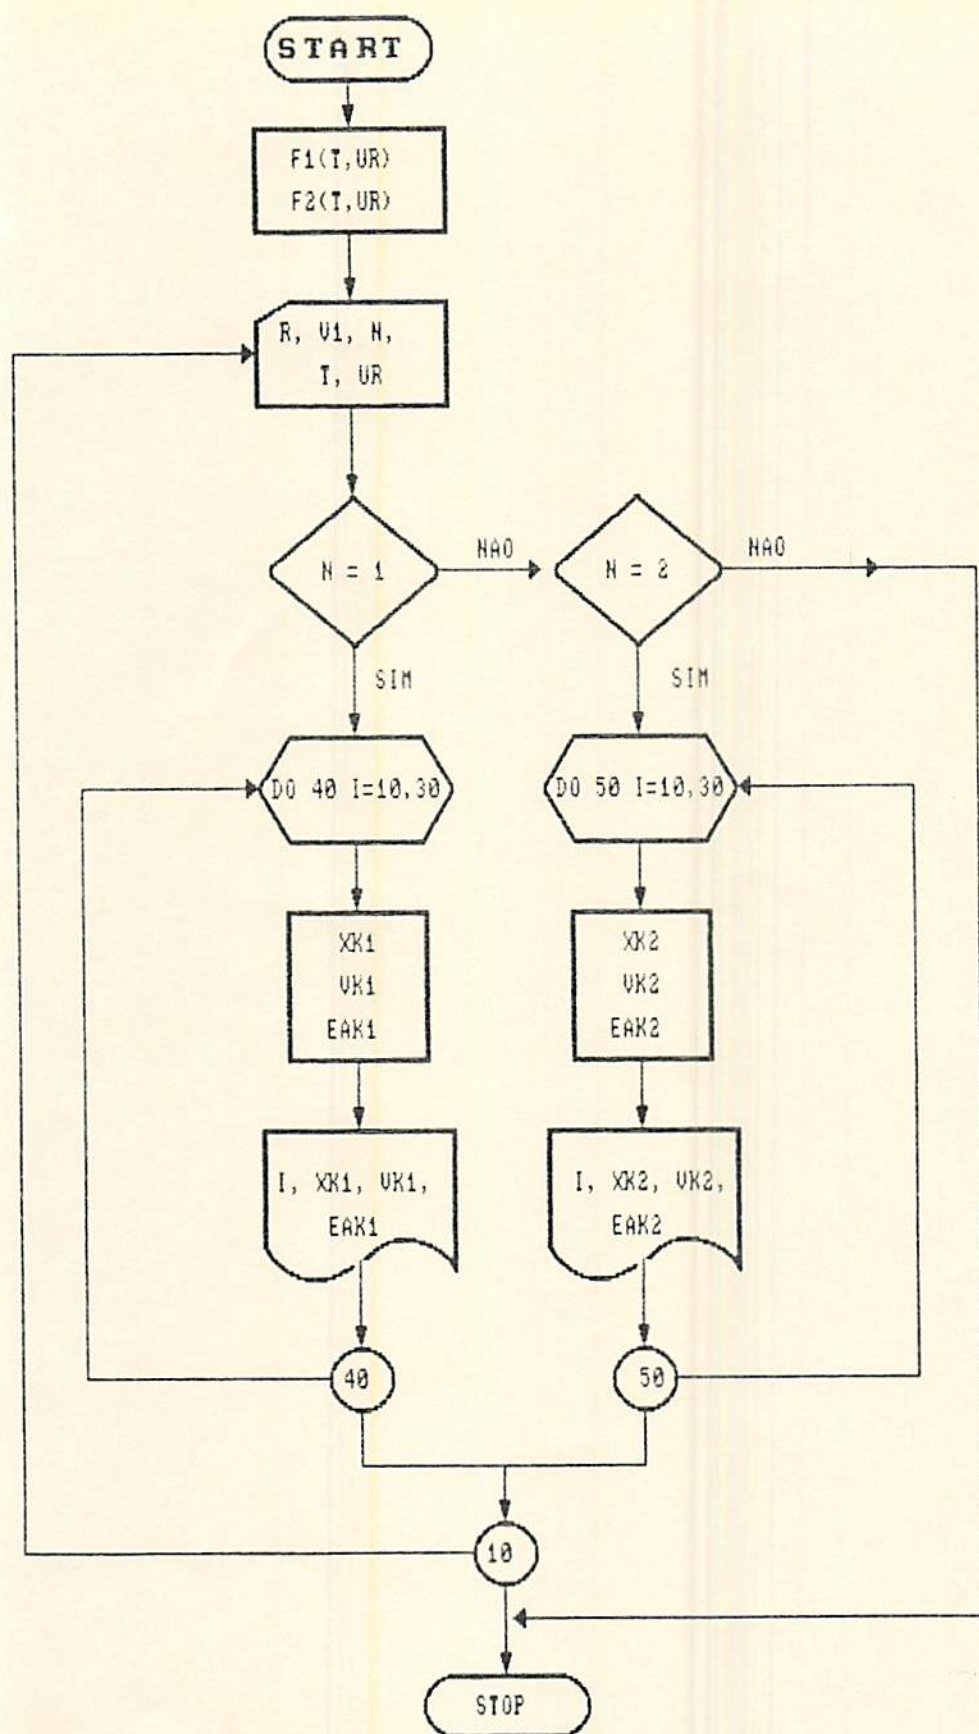 START
F1(T,UR)
F2(T,UR)
R, V1, N,
T, UR
N = 1
NAO
N = 2
NAO
SIM
SIM
DO 40 I=10,30
DO 50 I=10,30
XK1
VK1
EAK1
XK2
VK2
EAK2
I, XK1, VK1,
EAK1
I, XK2, VK2,
EAK2
40
50
10
STOP